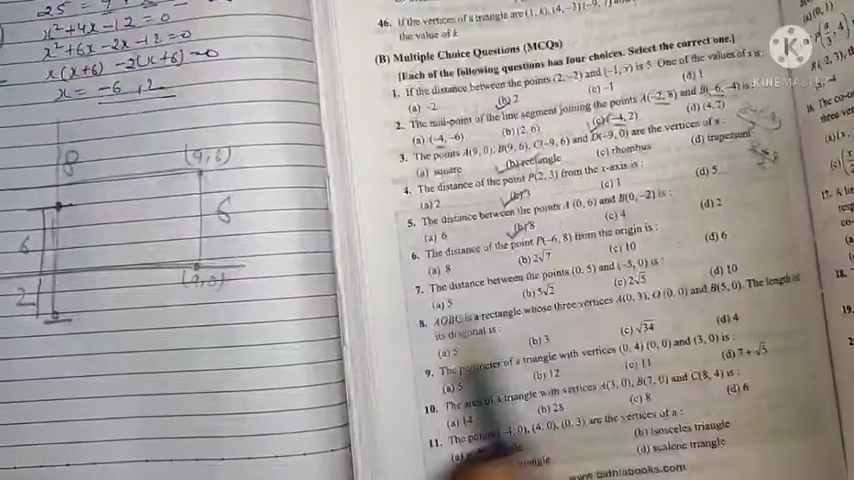 x²+4x-12=0
x²+6x-2x-12=0
x(x+6) -2(x+6)=0
x = -6, 2
8
(9,6)
6
6
2
(9,0)
46. If the vertices of a triangle are (1, k), (4, -3) (-9, 7) and
the value of k.
(B) Multiple Choice Questions (MCQs)
[Each of the following questions has four choices. Select the correct one.]
1. If the distance between the points (2, -2) and (-1, x) is 5. One of the values of x is:
(a) -2 (b) 2 (c) -1 (d) 1
2. The mid-point of the line segment joining the points A(-2, 8) and B(-6, -4) is:
(a) (-4, -6) (b) (2, 6) (c) (-4, 2) (d) (4, 2)
3. The points A(9, 0), B(9, 6), C(-9, 6) and D(-9, 0) are the vertices of a :
(a) square (b) rectangle (c) rhombus (d) trapezium
4. The distance of the point P(2, 3) from the x-axis is :
(a) 2 (b) 3 (c) 1 (d) 5
5. The distance between the points A (0, 6) and B(0, -2) is :
(a) 6 (b) 8 (c) 4 (d) 2
6. The distance of the point P(-6, 8) from the origin is :
(a) 8 (b) 2√7 (c) 10 (d) 6
7. The distance between the points (0, 5) and (-5, 0) is :
(a) 5 (b) 5√2 (c) 2√5 (d) 10
8. AOBC is a rectangle whose three vertices A(0, 3), O (0, 0) and B(5, 0). The length of
its diagonal is :
(a) 5 (b) 3 (c) √34 (d) 4
9. The perimeter of a triangle with vertices (0, 4) (0, 0) and (3, 0) is :
(a) 5 (b) 12 (c) 11 (d) 7 + √5
10. The area of a triangle with vertices A(3, 0), B(7, 0) and C(8, 4) is :
(a) 14 (b) 28 (c) 8 (d) 6
11. The points (-4, 0), (4, 0), (0, 3) are the vertices of a :
(b) isosceles triangle
(d) scalene triangle
KINEMASTER
16. The co-or
three ver
(a) (x,
17. A li
resp
co-
18.
19.